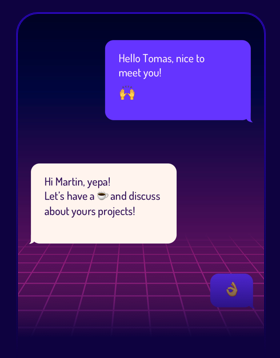 Hello Tomas, nice to
meet you!
🙌
Hi Martin, yepa!
Let's have a ☕ and discuss
about yours projects!
👌